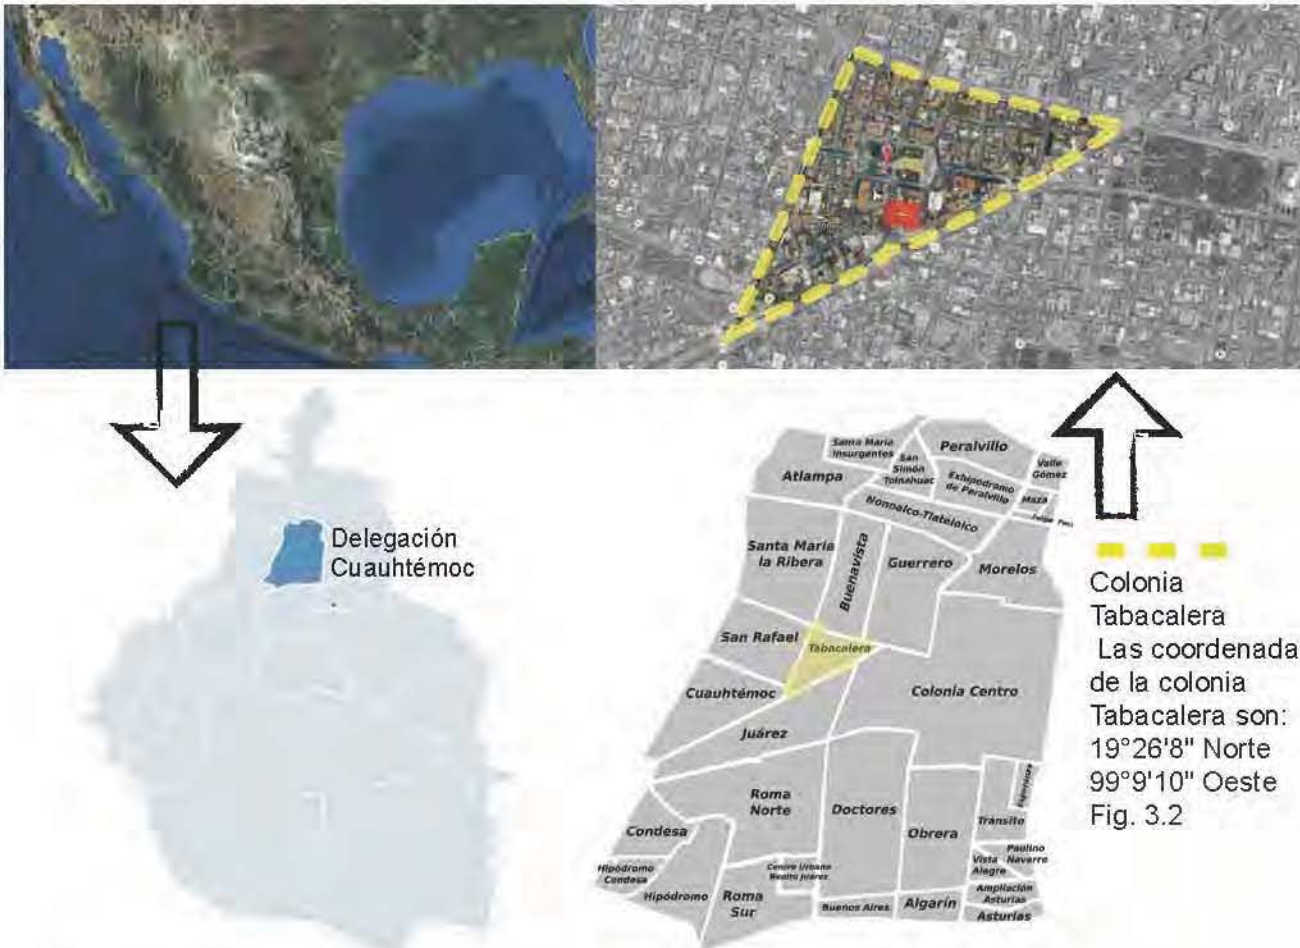 Delegación
Cuauhtémoc
Santa María
Insurgentes
Peralvillo
San
Simón
Tolnahuac
Valle
Gómez
Atlampa
Exhipódromo
de Peralvillo
Maza
Nonoalco-Tlatelolco
Santa María
la Ribera
Buenavista
Guerrero
Morelos
San Rafael
Tabacalera
Cuauhtémoc
Colonia Centro
Juárez
Roma
Norte
Doctores
Condesa
Obrera
Tránsito
Hipódromo
Condesa
Centro Urbano
Benito Juárez
Vista
Alegre
Paulino
Navarro
Hipódromo
Roma
Sur
Buenos Aires
Algarín
Ampliación
Asturias
Asturias
Colonia
Tabacalera
Las coordenada
de la colonia
Tabacalera son:
19°26'8" Norte
99°9'10" Oeste
Fig. 3.2